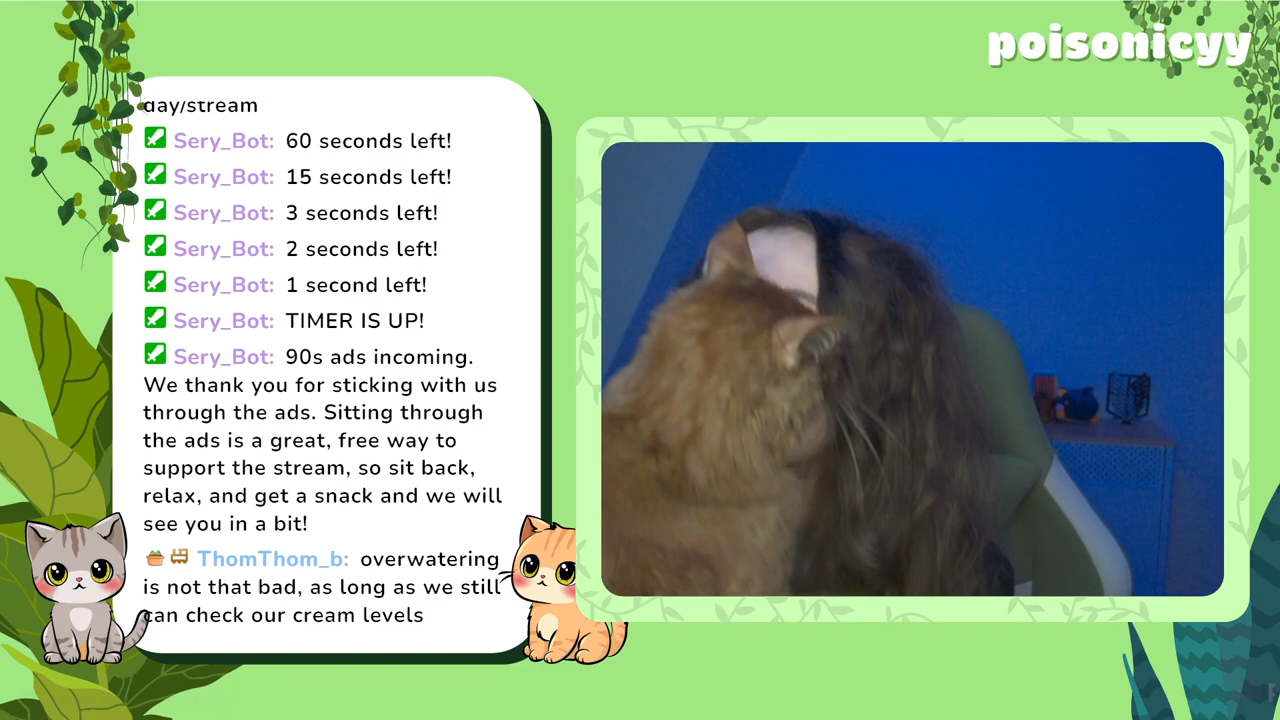 poisonicyy
day/stream
Sery_Bot: 60 seconds left!
Sery_Bot: 15 seconds left!
Sery_Bot: 3 seconds left!
Sery_Bot: 2 seconds left!
Sery_Bot: 1 second left!
Sery_Bot: TIMER IS UP!
Sery_Bot: 90s ads incoming.
We thank you for sticking with us
through the ads. Sitting through
the ads is a great, free way to
support the stream, so sit back,
relax, and get a snack and we will
see you in a bit!
ThomThom_b: overwatering
is not that bad, as long as we still
can check our cream levels